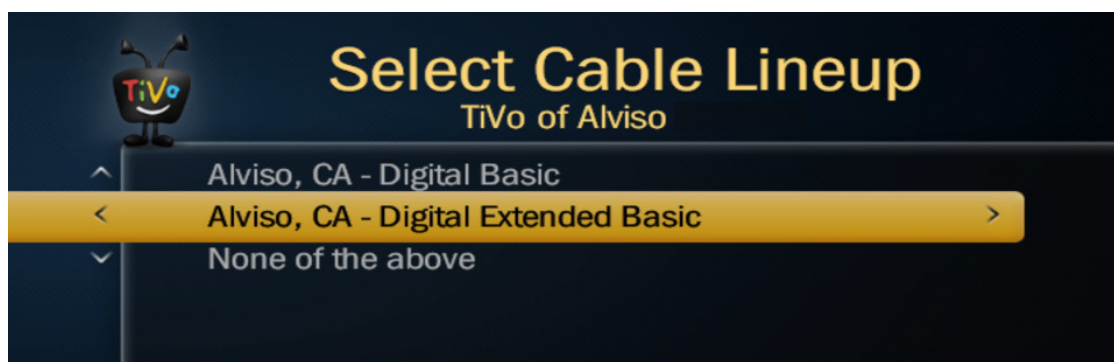 TiVo
Select Cable Lineup
TiVo of Alviso
Alviso, CA - Digital Basic
Alviso, CA - Digital Extended Basic
None of the above